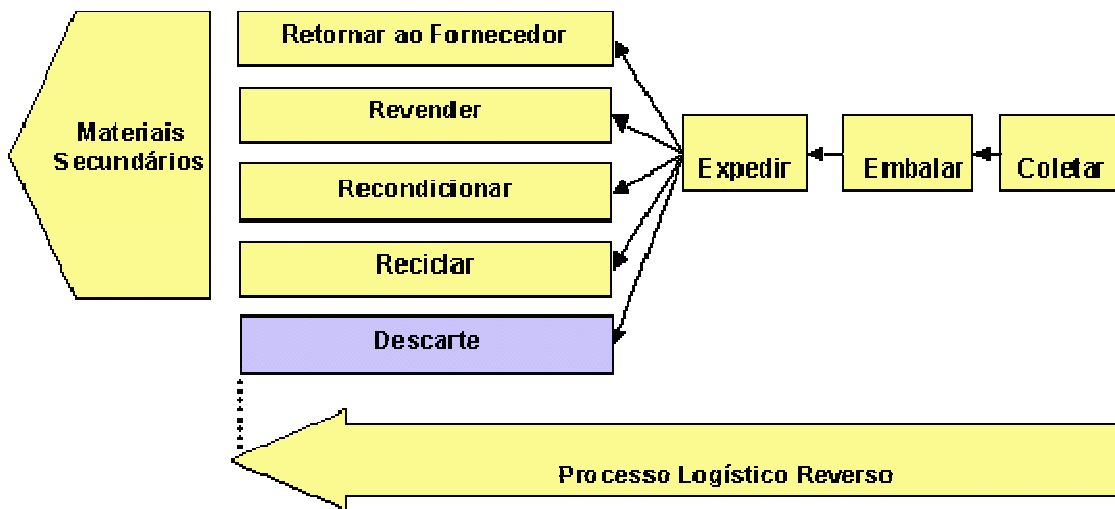 Retornar ao Fornecedor
Revender
Materiais
Secundários
Expedir
Embalar
Coletar
Recondicionar
Reciclar
Descarte
Processo Logístico Reverso